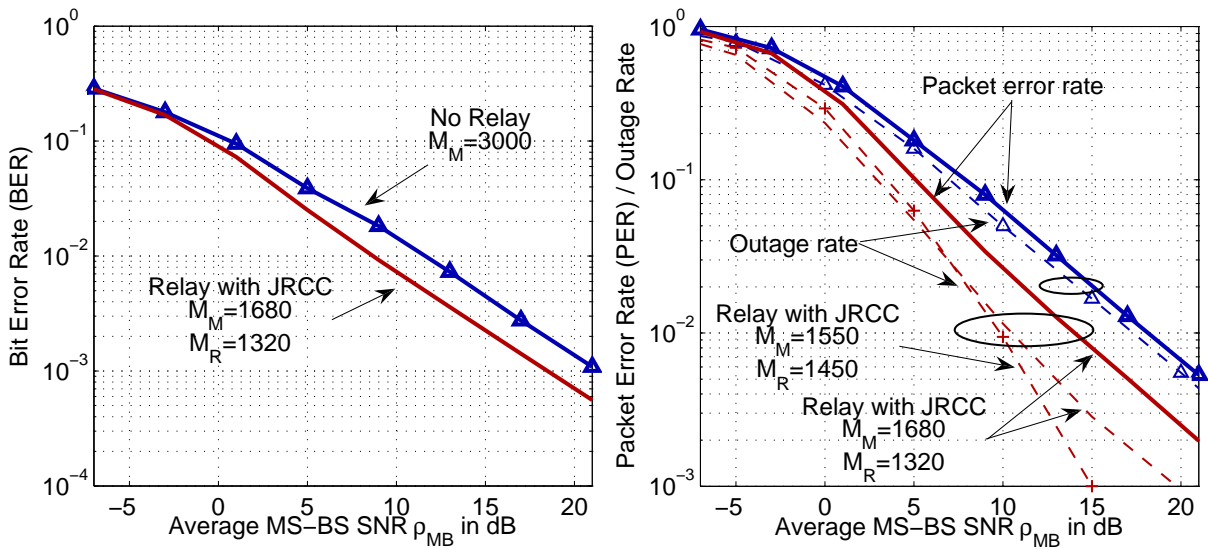 Bit Error Rate (BER)
10^0
10^-1
10^-2
10^-3
10^-4
No Relay
M_M=3000
Relay with JRCC
M_M=1680
M_R=1320
−5 0 5 10 15 20
Average MS−BS SNR ρ_MB in dB
Packet Error Rate (PER) / Outage Rate
10^0
10^-1
10^-2
10^-3
Packet error rate
Outage rate
Relay with JRCC
M_M=1550
M_R=1450
Relay with JRCC
M_M=1680
M_R=1320
−5 0 5 10 15 20
Average MS−BS SNR ρ_MB in dB